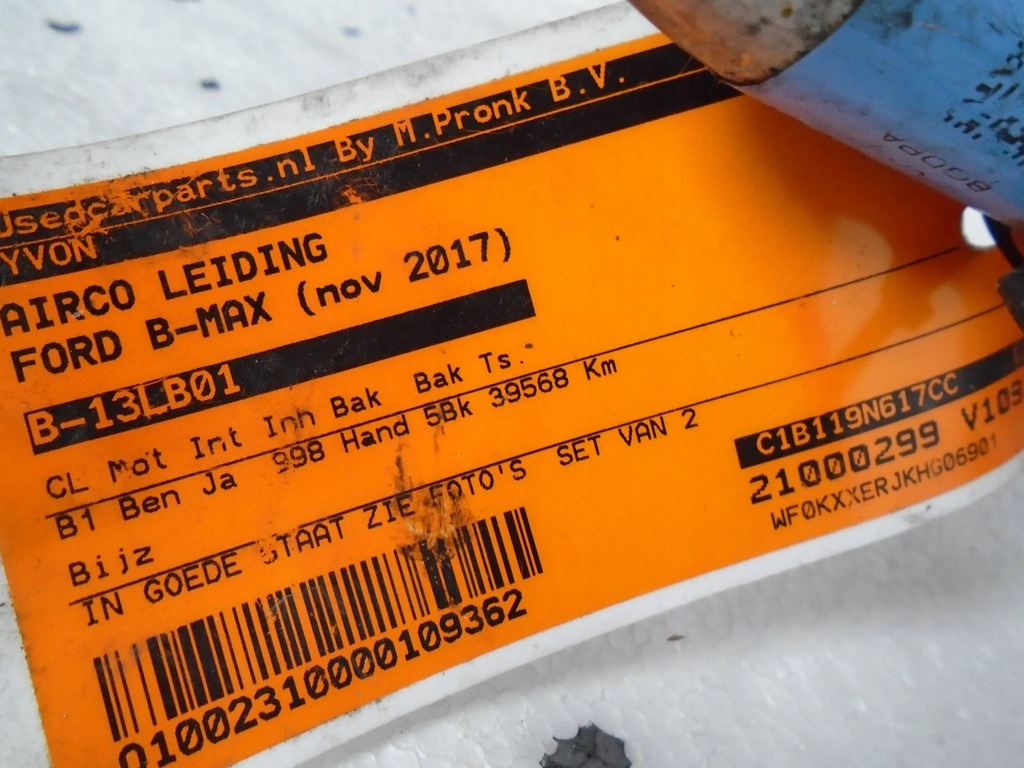 Usedcarparts.nl By M.Pronk B.V.
YVON
AIRCO LEIDING
FORD B-MAX (nov 2017)
B-13LB01
CL Mot Int Inh Bak Bak Ts.
B1 Ben Ja 998 Hand 5Bk 39568 Km
Bijz
IN GOEDE STAAT ZIE FOTO'S SET VAN 2
01002310000109362
C1B119N617CC
21000299 V109
WF0KXXERJKHG06901